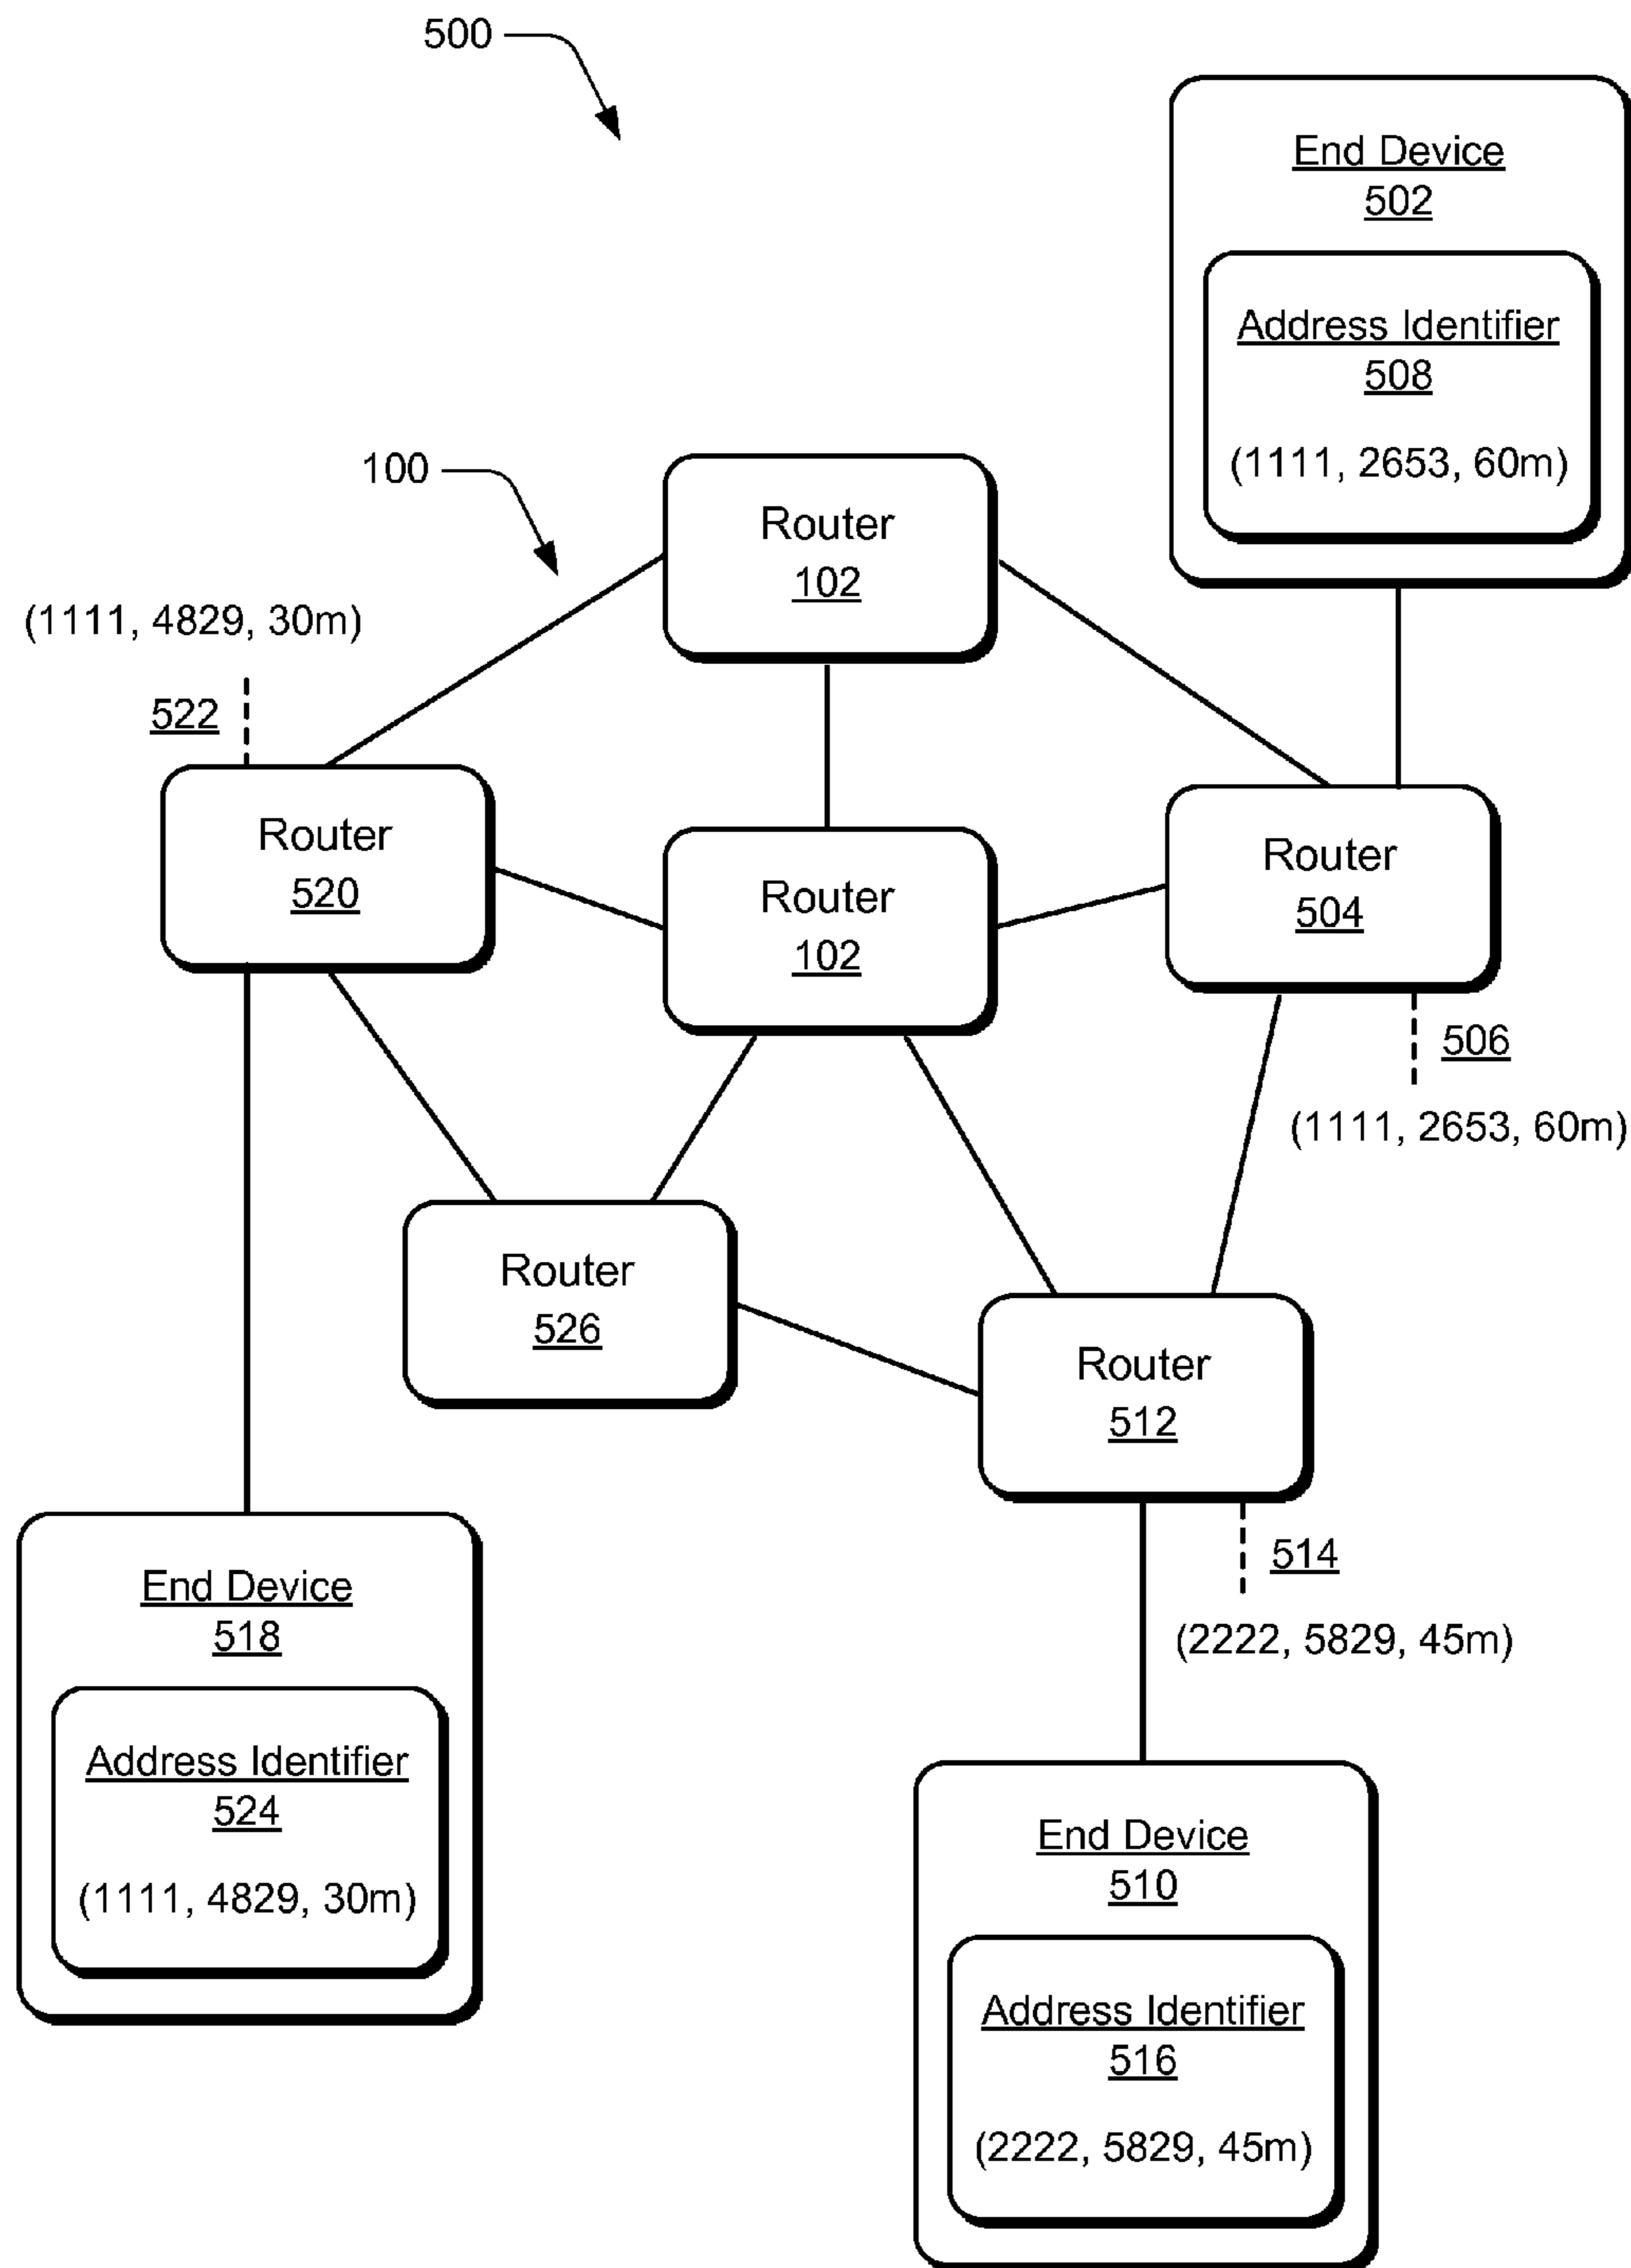 500
End Device
502
Address Identifier
508
(1111, 2653, 60m)
100
Router
102
(1111, 4829, 30m)
522
Router
520
Router
102
Router
504
506
(1111, 2653, 60m)
Router
526
Router
512
514
(2222, 5829, 45m)
End Device
518
Address Identifier
524
(1111, 4829, 30m)
End Device
510
Address Identifier
516
(2222, 5829, 45m)